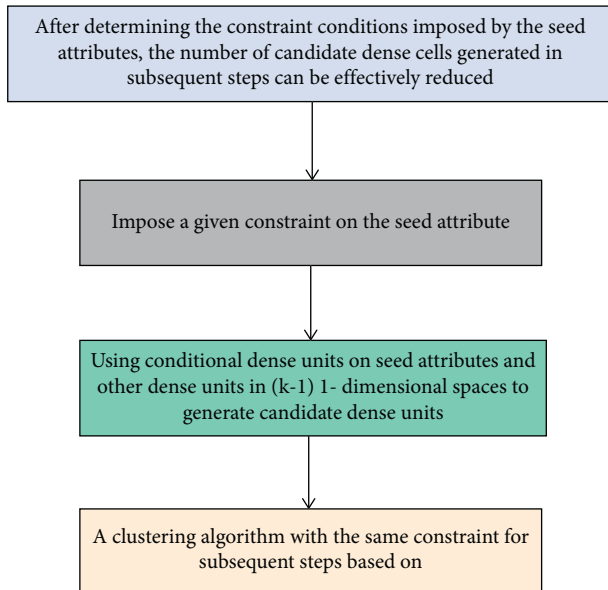 After determining the constraint conditions imposed by the seed
attributes, the number of candidate dense cells generated in
subsequent steps can be effectively reduced
Impose a given constraint on the seed attribute
Using conditional dense units on seed attributes and
other dense units in (k-1) 1- dimensional spaces to
generate candidate dense units
A clustering algorithm with the same constraint for
subsequent steps based on